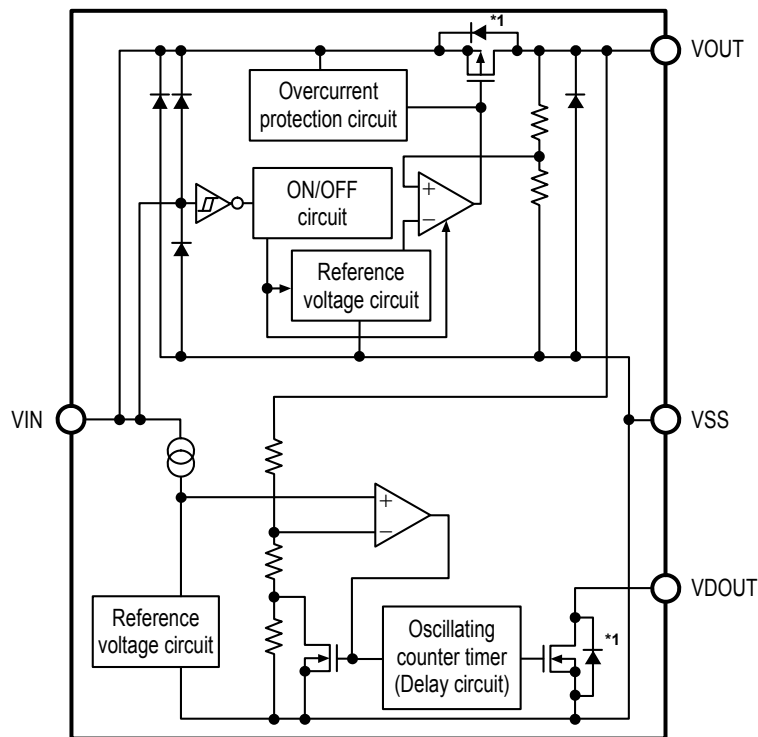 *1
VOUT
Overcurrent
protection circuit
ON/OFF
circuit
+
−
Reference
voltage circuit
VIN
VSS
+
−
VDOUT
Reference
voltage circuit
Oscillating
counter timer
(Delay circuit)
*1